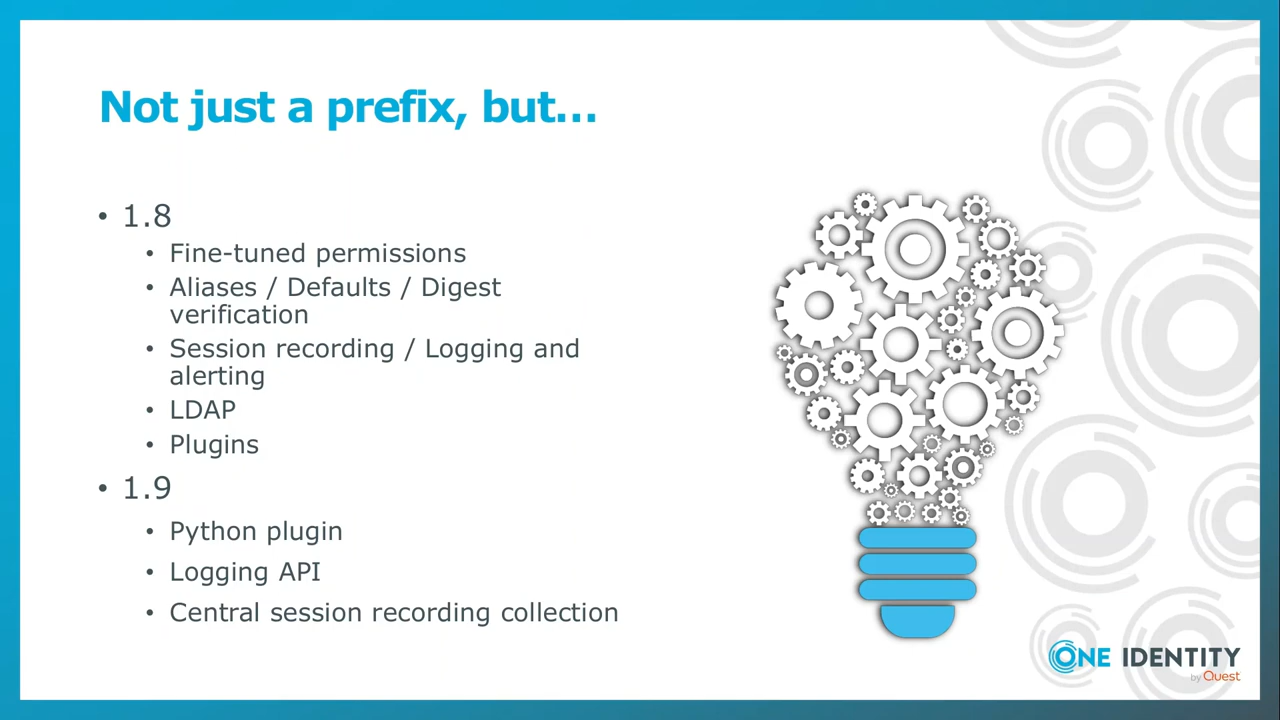 Not just a prefix, but...
• 1.8
• Fine-tuned permissions
• Aliases / Defaults / Digest
verification
• Session recording / Logging and
alerting
• LDAP
• Plugins
• 1.9
• Python plugin
• Logging API
• Central session recording collection
ONE IDENTITY
by Quest